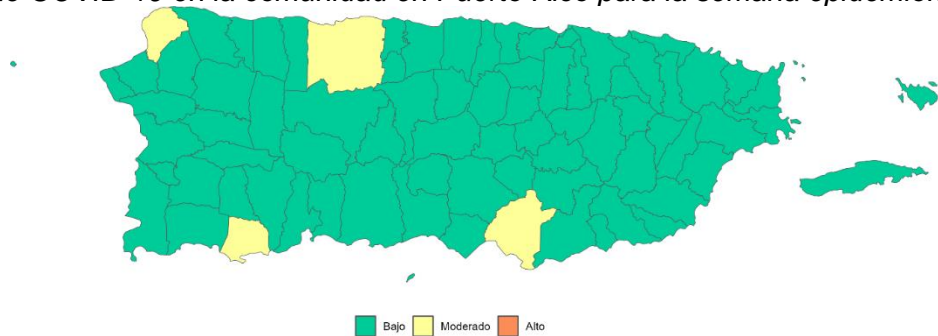 COVID-19 en la comunidad en Puerto Rico para la semana
Bajo Moderado Alto